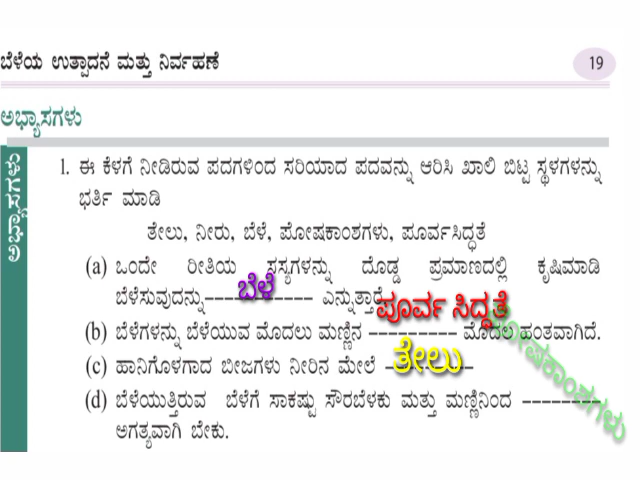 ಬೆಳೆಯ ಉತ್ಪಾದನೆ ಮತ್ತು ನಿರ್ವಹಣೆ 19
ಅಭ್ಯಾಸಗಳು
ಅಭ್ಯಾಸಗಳು
1. ಈ ಕೆಳಗೆ ನೀಡಿರುವ ಪದಗಳಿಂದ ಸರಿಯಾದ ಪದವನ್ನು ಆರಿಸಿ ಖಾಲಿ ಬಿಟ್ಟ ಸ್ಥಳಗಳನ್ನು
ಭರ್ತಿ ಮಾಡಿ
ತೇಲು, ನೀರು, ಬೆಳೆ, ಪೋಷಕಾಂಶಗಳು, ಪೂರ್ವಸಿದ್ಧತೆ
(a) ಒಂದೇ ರೀತಿಯ ಸಸ್ಯಗಳನ್ನು ದೊಡ್ಡ ಪ್ರಮಾಣದಲ್ಲಿ ಕೃಷಿಮಾಡಿ
ಬೆಳೆಸುವುದನ್ನು---ಬೆಳೆ---- ಎನ್ನುತ್ತಾರೆ.
ಪೂರ್ವ ಸಿದ್ಧತೆ
(b) ಬೆಳೆಗಳನ್ನು ಬೆಳೆಯುವ ಮೊದಲು ಮಣ್ಣಿನ --------- ಮೊದಲ ಹಂತವಾಗಿದೆ.
(c) ಹಾನಿಗೊಳಗಾದ ಬೀಜಗಳು ನೀರಿನ ಮೇಲೆ ---------
ತೇಲು
(d) ಬೆಳೆಯುತ್ತಿರುವ ಬೆಳೆಗೆ ಸಾಕಷ್ಟು ಸೌರಬೆಳಕು ಮತ್ತು ಮಣ್ಣಿನಿಂದ --------
ಪೋಷಕಾಂಶಗಳು
ಅಗತ್ಯವಾಗಿ ಬೇಕು.